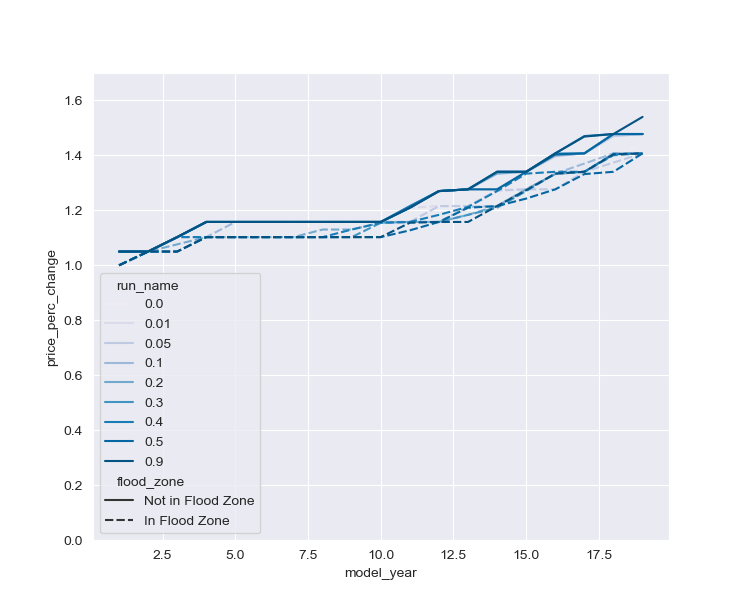 1.6
1.4
1.2
1.0
0.8
0.6
0.4
0.2
0.0
price_perc_change
run_name
0.0
0.01
0.05
0.1
0.2
0.3
0.4
0.5
0.9
flood_zone
Not in Flood Zone
In Flood Zone
2.5 5.0 7.5 10.0 12.5 15.0 17.5
model_year